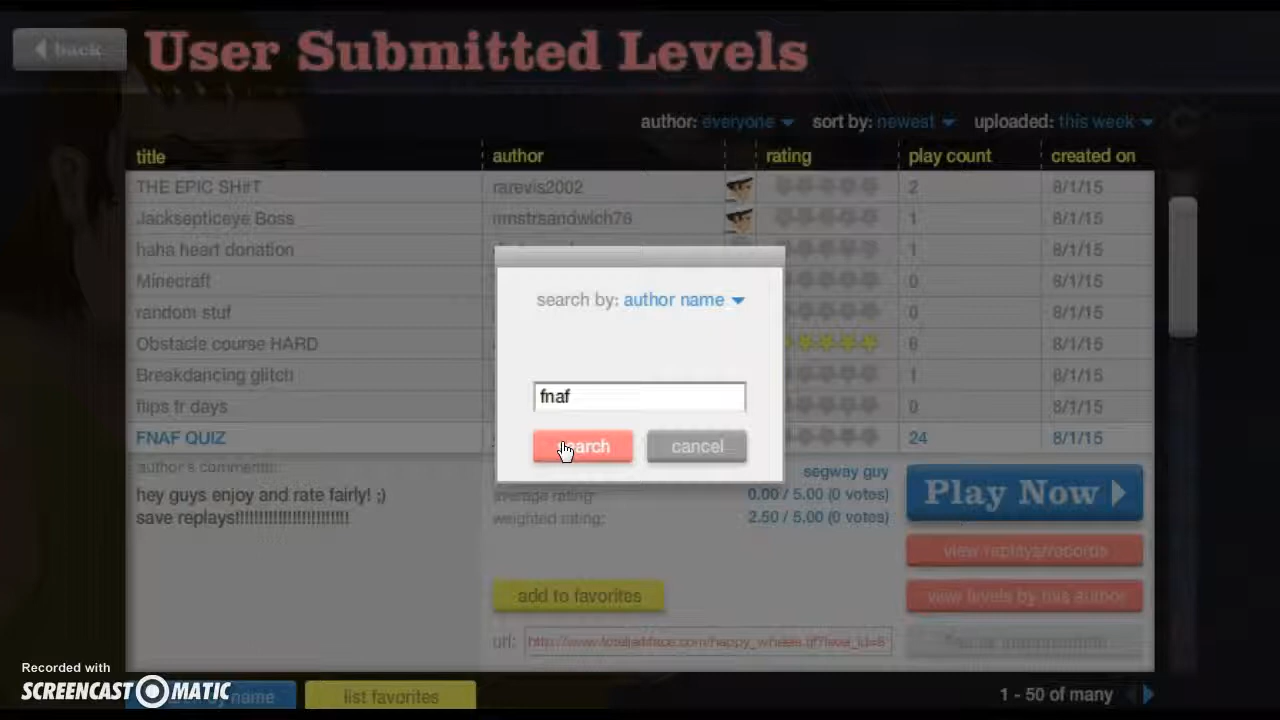 back
User Submitted Levels
author: everyone sort by: newest uploaded: this week
title author rating play count created on
THE EPIC SH#T rarevis2002 2 8/1/15
Jacksepticeye Boss 1 8/1/15
haha heart donation 1 8/1/15
Minecraft 0 8/1/15
random stuf 0 8/1/15
Obstacle course HARD 6 8/1/15
Breakdancing glitch 1 8/1/15
flips fr days 0 8/1/15
FNAF QUIZ 24 8/1/15
search by: author name
fnaf
search cancel
author's comments:
hey guys enjoy and rate fairly! ;)
save replays!!!!!!!!!!!!!!!!!!!!!!!!
segway guy
average rating: 0.00 / 5.00 (0 votes)
weighted rating: 2.50 / 5.00 (0 votes)
Play Now
view replays/records
add to favorites
view levels by this author
url:
Recorded with
SCREENCAST MATIC
name
list favorites
1 - 50 of many